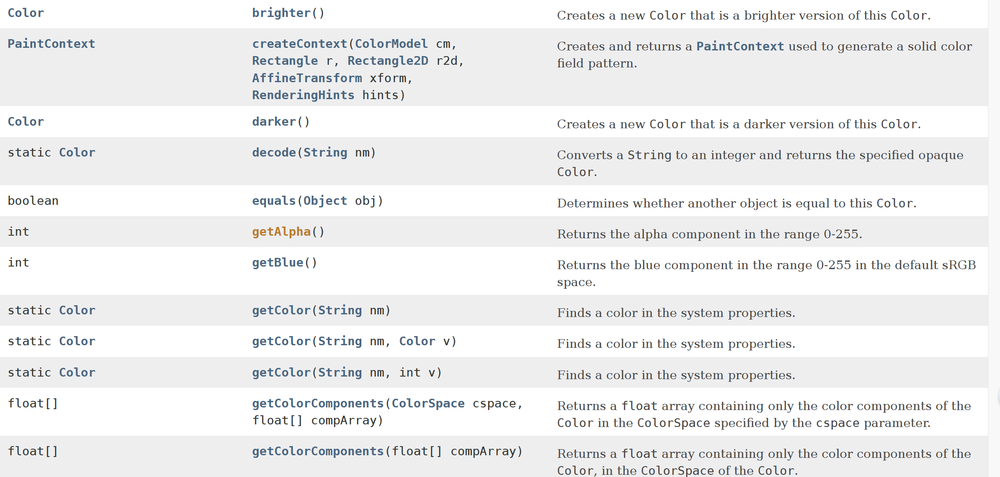 Color brighter() Creates a new Color that is a brighter version of this Color.
PaintContext createContext(ColorModel cm, Creates and returns a PaintContext used to generate a solid color
Rectangle r, Rectangle2D r2d, field pattern.
AffineTransform xform,
RenderingHints hints)
Color darker() Creates a new Color that is a darker version of this Color.
static Color decode(String nm) Converts a String to an integer and returns the specified opaque
Color.
boolean equals(Object obj) Determines whether another object is equal to this Color.
int getAlpha() Returns the alpha component in the range 0-255.
int getBlue() Returns the blue component in the range 0-255 in the default sRGB
space.
static Color getColor(String nm) Finds a color in the system properties.
static Color getColor(String nm, Color v) Finds a color in the system properties.
static Color getColor(String nm, int v) Finds a color in the system properties.
float[] getColorComponents(ColorSpace cspace, Returns a float array containing only the color components of the
float[] compArray) Color in the ColorSpace specified by the cspace parameter.
float[] getColorComponents(float[] compArray) Returns a float array containing only the color components of the
Color, in the ColorSpace of the Color.